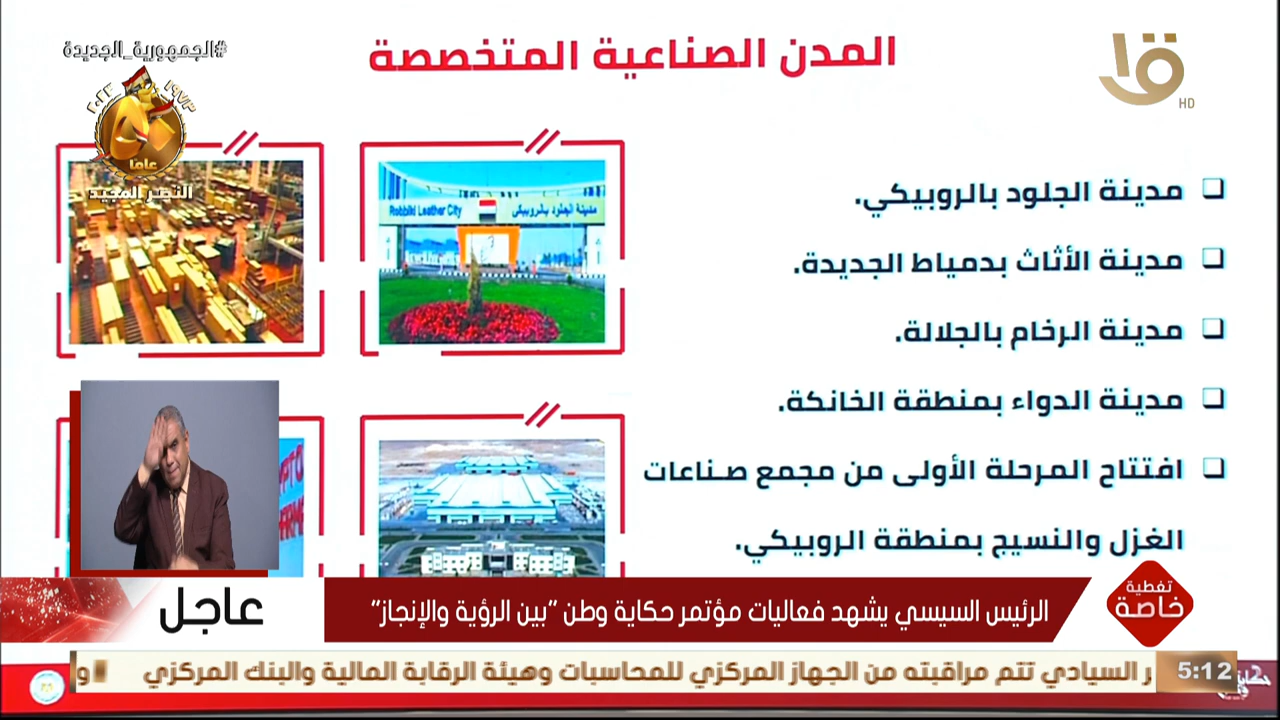 #الجمهورية_الجديدة
المدن الصناعية المتخصصة
HD
١٩٧٣
٢٠٢٣
٥٠
عاما
النصر المجيد
Robbiki Leather City
مدينة الجلود بالروبيكي
❑ مدينة الجلود بالروبيكي.
❑ مدينة الأثاث بدمياط الجديدة.
❑ مدينة الرخام بالجلالة.
❑ مدينة الدواء بمنطقة الخانكة.
❑ افتتاح المرحلة الأولى من مجمع صناعات
الغزل والنسيج بمنطقة الروبيكي.
تغطية
خاصة
الرئيس السيسي يشهد فعاليات مؤتمر حكاية وطن "بين الرؤية والإنجاز"
عاجل
5:12
السيادي تتم مراقبته من الجهاز المركزي للمحاسبات وهيئة الرقابة المالية والبنك المركزي